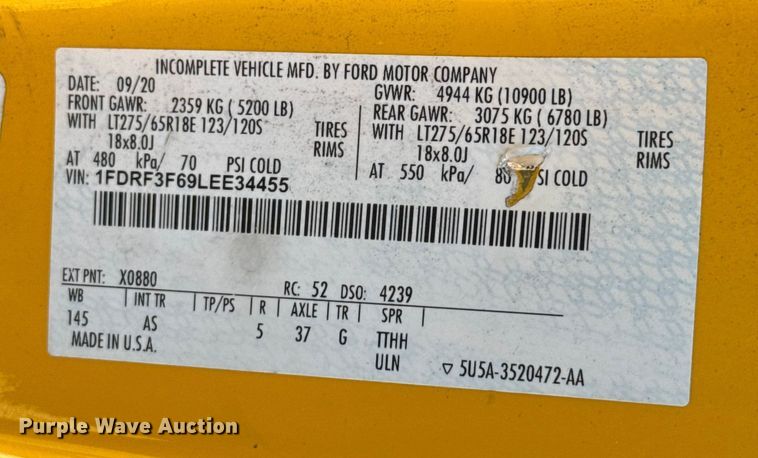 INCOMPLETE VEHICLE MFD. BY FORD MOTOR COMPANY
DATE: 09/20 GVWR: 4944 KG (10900 LB)
FRONT GAWR: 2359 KG ( 5200 LB) REAR GAWR: 3075 KG ( 6780 LB)
WITH LT275/65R18E 123/120S TIRES WITH LT275/65R18E 123/120S TIRES
18x8.0J RIMS 18x8.0J RIMS
AT 480 kPa/ 70 PSI COLD AT 550 kPa/ SI COLD
VIN: 1FDRF3F69LEE34455
EXT PNT: X0880 RC: 52 DSO: 4239
WB INT TR TP/PS R AXLE TR SPR
145 AS 5 37 G TTHH
MADE IN U.S.A. ULN ▽ 5U5A-3520472-AA
Purple Wave Auction